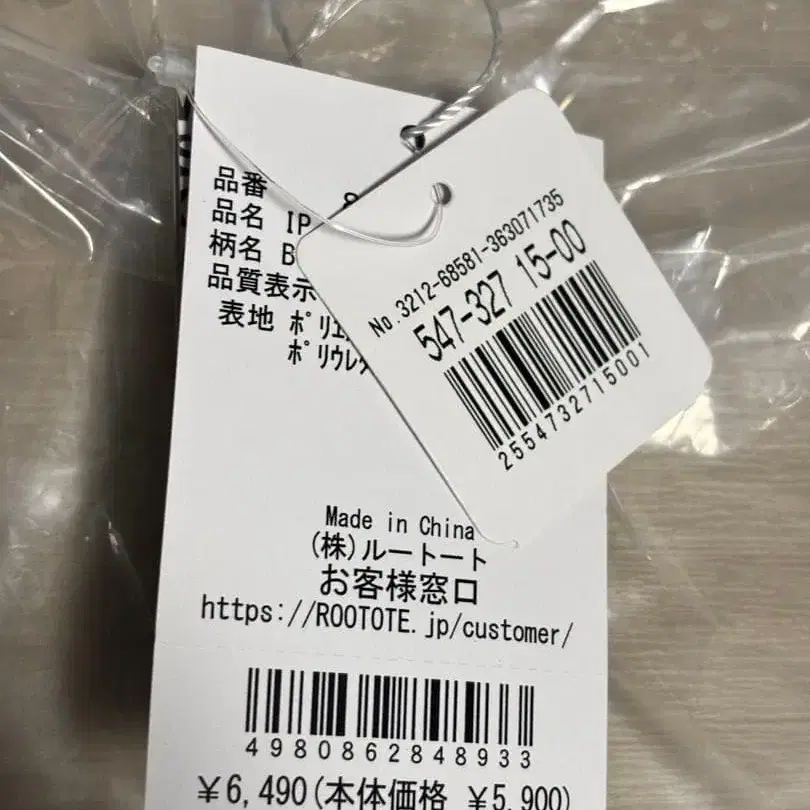 品番 8
品名 IP
柄名 B
品質表示
表地 ﾎﾟﾘｴ
ﾎﾟﾘｳﾚ
No.3212-68581-363071735
547-327 15-00
2554732715001
Made in China
(株)ルートート
お客様窓口
https://ROOTOTE.jp/customer/
4980862848933
¥6,490(本体価格 ¥5,900)